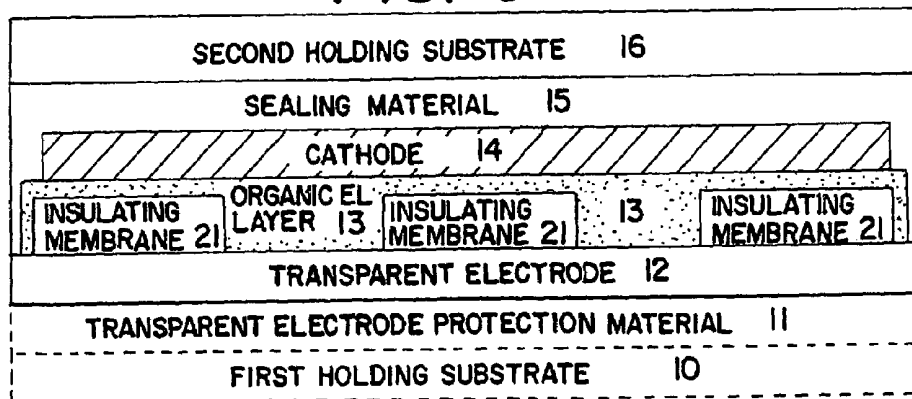 SECOND HOLDING SUBSTRATE 16
SEALING MATERIAL 15
CATHODE 14
INSULATING MEMBRANE 21
ORGANIC EL LAYER 13
INSULATING MEMBRANE 21
13
INSULATING MEMBRANE 21
TRANSPARENT ELECTRODE 12
TRANSPARENT ELECTRODE PROTECTION MATERIAL 11
FIRST HOLDING SUBSTRATE 10